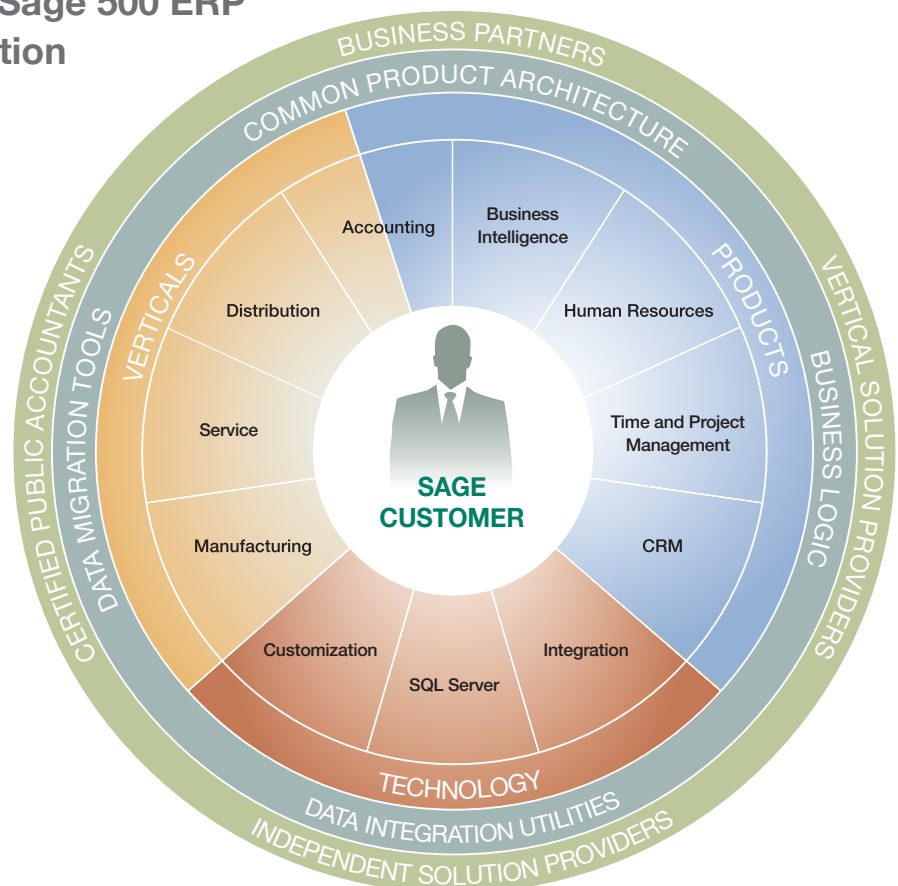 Sage 500 ERP
tion
BUSINESS PARTNERS
COMMON PRODUCT ARCHITECTURE
CERTIFIED PUBLIC ACCOUNTANTS
DATA MIGRATION TOOLS
VERTICALS
PRODUCTS
BUSINESS LOGIC
VERTICAL SOLUTION PROVIDERS
Accounting
Business
Intelligence
Distribution
Human Resources
Service
Time and Project
Management
SAGE
CUSTOMER
Manufacturing
CRM
Customization
SQL Server
Integration
TECHNOLOGY
DATA INTEGRATION UTILITIES
INDEPENDENT SOLUTION PROVIDERS